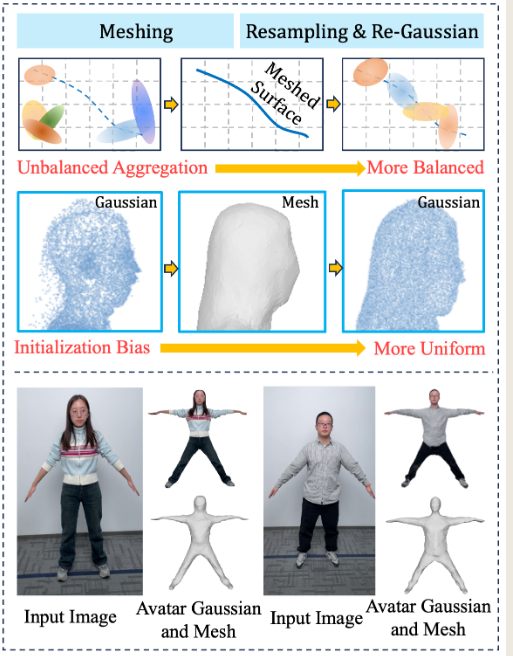 Meshing
Resampling & Re-Gaussian
Meshed
Surface
Unbalanced Aggregation
More Balanced
Gaussian
Mesh
Gaussian
Initialization Bias
More Uniform
Input Image
Avatar Gaussian
and Mesh
Input Image
Avatar Gaussian
and Mesh